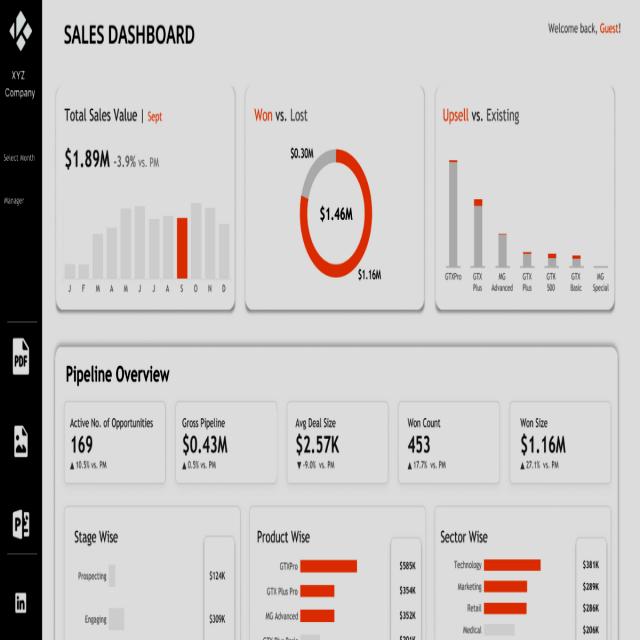 SALES DASHBOARD
Welcome back, Guest!
XYZ
Company
Select Month
Manager
PDF
P
in
Total Sales Value | Sept
$1.89M -3.9% vs. PM
J F M A M J J A S O N D
Won vs. Lost
$0.30M
$1.46M
$1.16M
Upsell vs. Existing
GTXPro
GTX
Plus
MG
Advanced
GTX
Plus
GTK
500
GTX
Basic
MG
Special
Pipeline Overview
Active No. of Opportunities
169
▲ 10.5% vs. PM
Gross Pipeline
$0.43M
▲ 0.5% vs. PM
Avg Deal Size
$2.57K
▼ -9.0% vs. PM
Won Count
453
▲ 17.7% vs. PM
Won Size
$1.16M
▲ 27.1% vs. PM
Stage Wise
Prospecting $124K
Engaging $309K
Product Wise
GTXPro $585K
GTX Plus Pro $354K
MG Advanced $352K
Sector Wise
Technology $381K
Marketing $289K
Retail $286K
Medical $206K